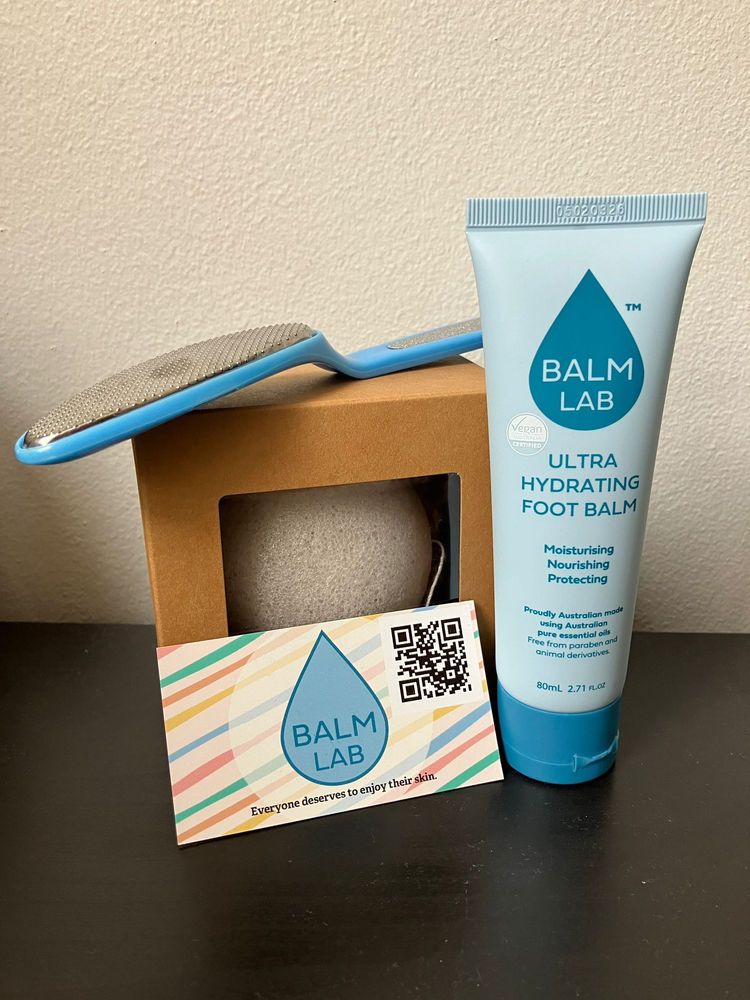 05020326
BALM
LAB
TM
Vegan
AUSTRALIA
CERTIFIED
ULTRA
HYDRATING
FOOT BALM
Moisturising
Nourishing
Protecting
Proudly Australian made
using Australian
pure essential oils
Free from paraben and
animal derivatives.
80mL 2.71 FL.OZ
BALM
LAB
Everyone deserves to enjoy their skin.